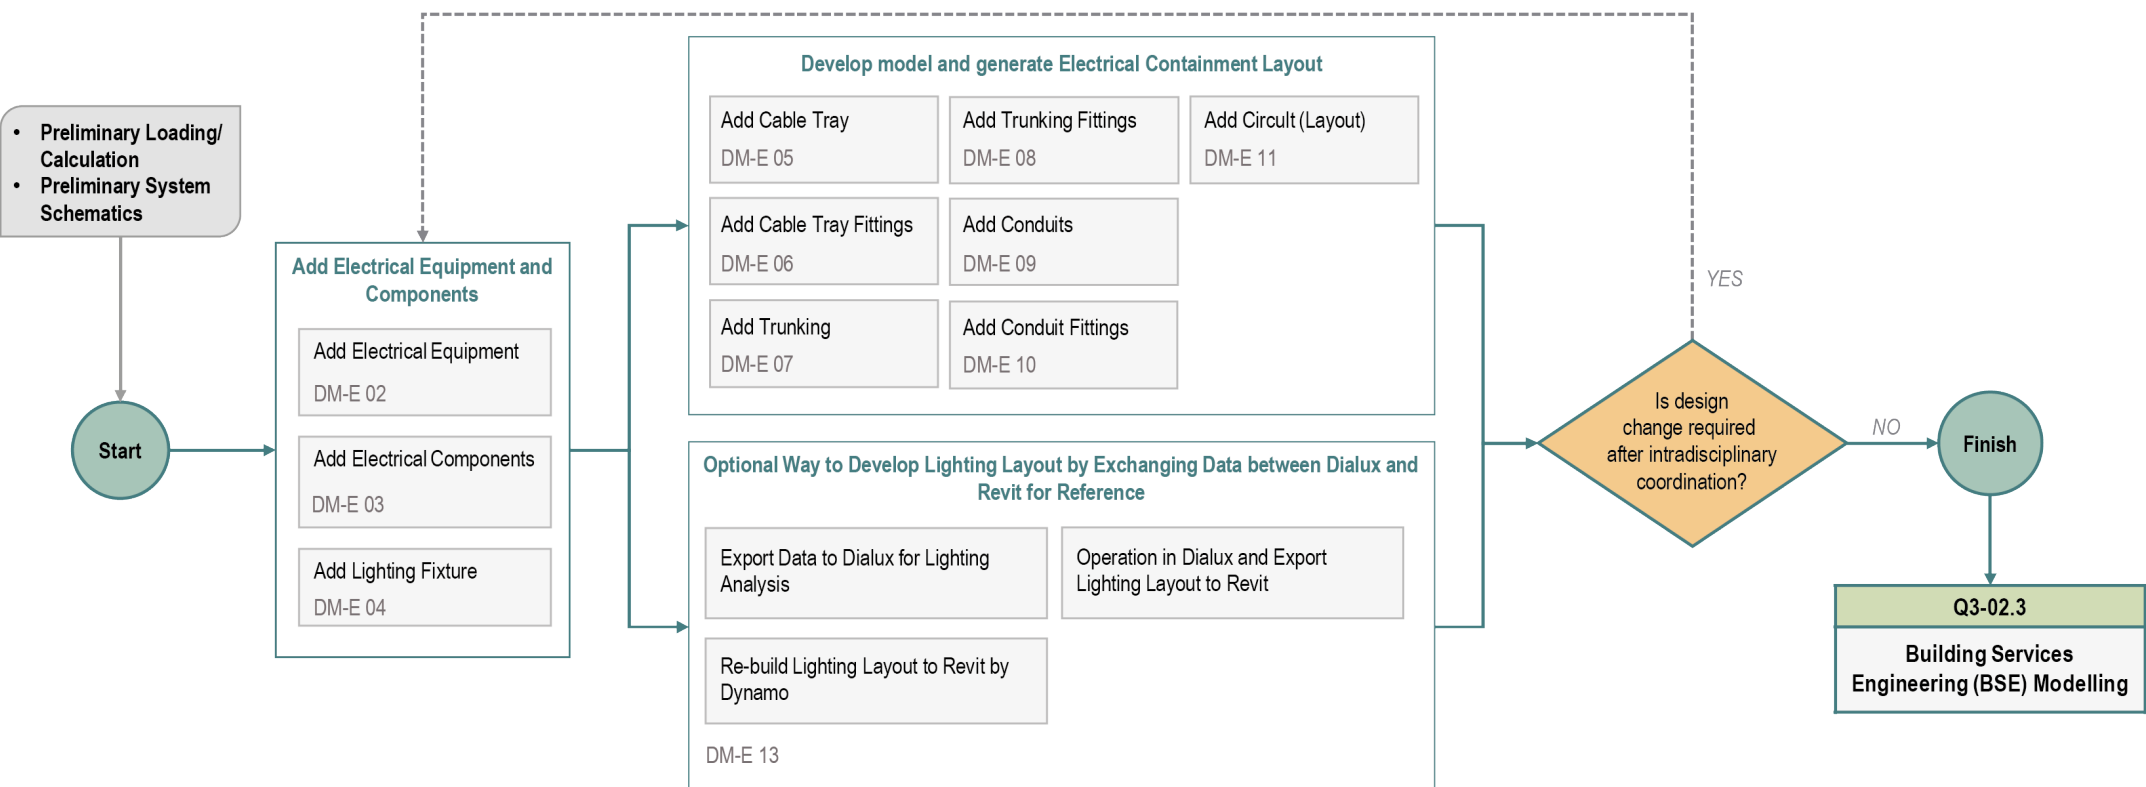 • Preliminary Loading/
Calculation
• Preliminary System
Schematics
Start
Add Electrical Equipment and
Components
Add Electrical Equipment
DM-E 02
Add Electrical Components
DM-E 03
Add Lighting Fixture
DM-E 04
Develop model and generate Electrical Containment Layout
Add Cable Tray
DM-E 05
Add Trunking Fittings
DM-E 08
Add Circult (Layout)
DM-E 11
Add Cable Tray Fittings
DM-E 06
Add Conduits
DM-E 09
Add Trunking
DM-E 07
Add Conduit Fittings
DM-E 10
Optional Way to Develop Lighting Layout by Exchanging Data between Dialux and
Revit for Reference
Export Data to Dialux for Lighting
Analysis
Operation in Dialux and Export
Lighting Layout to Revit
Re-build Lighting Layout to Revit by
Dynamo
DM-E 13
YES
Is design
change required
after intradisciplinary
coordination?
NO
Finish
Q3-02.3
Building Services
Engineering (BSE) Modelling